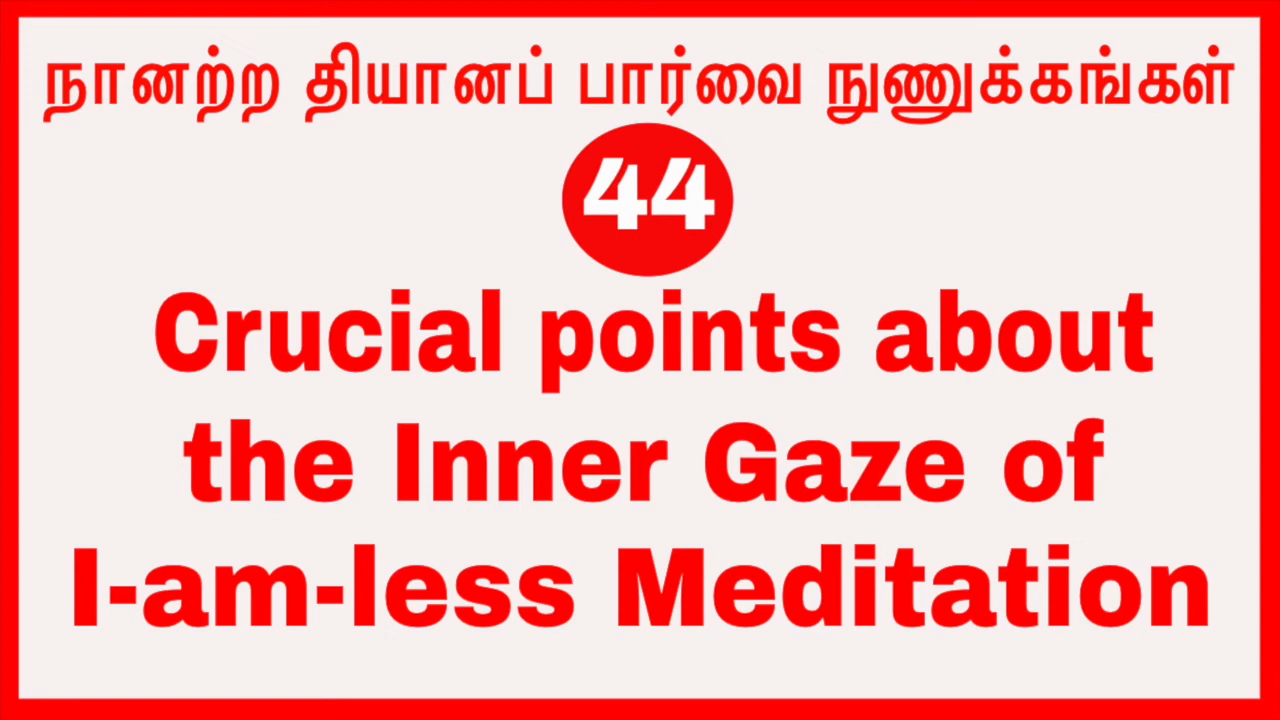 நானற்ற தியானப் பார்வை நுணுக்கங்கள்
44
Crucial points about
the Inner Gaze of
I-am-less Meditation